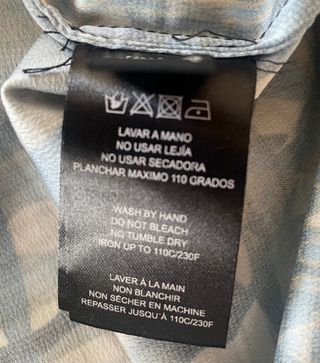 LAVAR A MANO
NO USAR LEJÍA
NO USAR SECADORA
PLANCHAR MAXIMO 110 GRADOS
WASH BY HAND
DO NOT BLEACH
NO TUMBLE DRY
IRON UP TO 110C/230F
LAVER À LA MAIN
NON BLANCHIR
NON SÉCHER EN MACHINE
REPASSER JUSQU'À 110C/230F